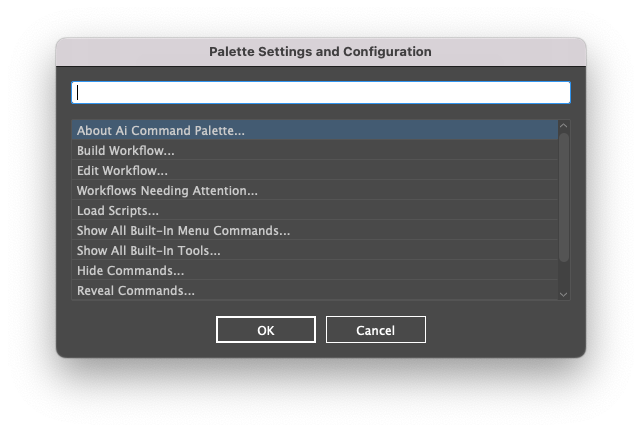 Palette Settings and Configuration
About Ai Command Palette...
Build Workflow...
Edit Workflow...
Workflows Needing Attention...
Load Scripts...
Show All Built-In Menu Commands...
Show All Built-In Tools...
Hide Commands...
Reveal Commands...
OK
Cancel